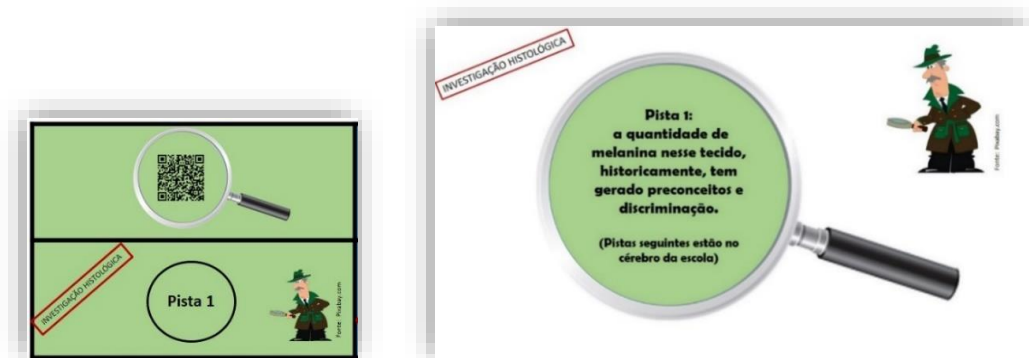 INVESTIGAÇÃO HISTOLÓGICA
Pista 1
Fonte: Pixabay.com
INVESTIGAÇÃO HISTOLÓGICA
Pista 1:
a quantidade de
melanina nesse tecido,
historicamente, tem
gerado preconceitos e
discriminação.
(Pistas seguintes estão no
cérebro da escola)
Fonte: Pixabay.com